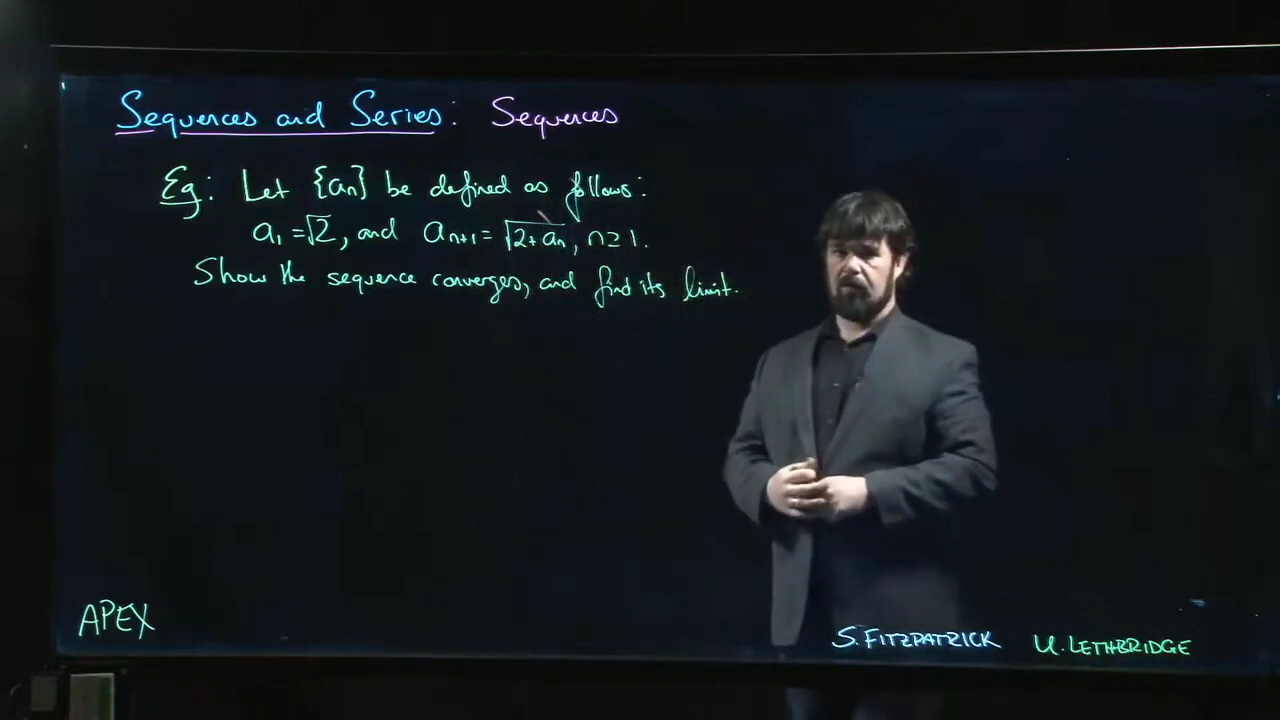 Sequences and Series: Sequences
Eg: Let {aₙ} be defined as follows:
a₁ = √2, and aₙ₊₁ = √(2+aₙ), n ≥ 1.
Show the sequence converges, and find its limit.
APEX
S. FITZPATRICK U. LETHBRIDGE